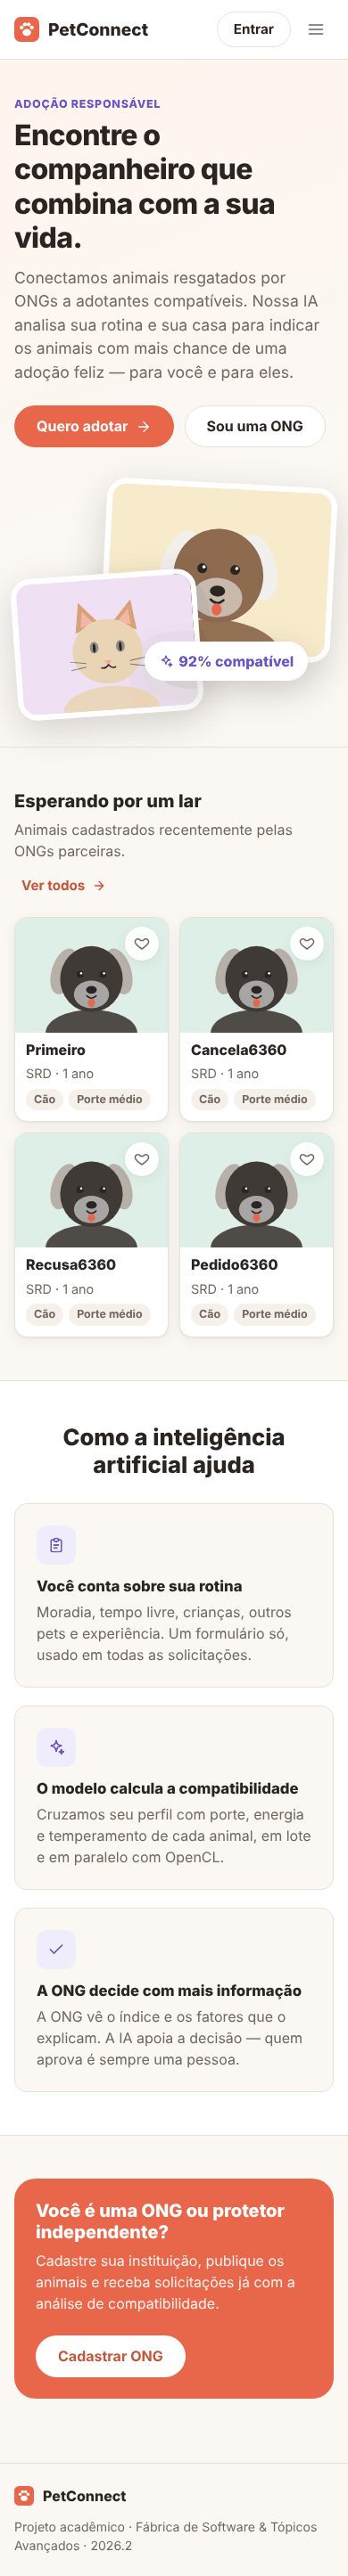 PetConnect
Entrar
ADOÇÃO RESPONSÁVEL
Encontre o
companheiro que
combina com a sua
vida.
Conectamos animais resgatados por
ONGs a adotantes compatíveis. Nossa IA
analisa sua rotina e sua casa para indicar
os animais com mais chance de uma
adoção feliz — para você e para eles.
Quero adotar →
Sou uma ONG
92% compatível
Esperando por um lar
Animais cadastrados recentemente pelas
ONGs parceiras.
Ver todos →
Primeiro
SRD · 1 ano
Cão Porte médio
Cancela6360
SRD · 1 ano
Cão Porte médio
Recusa6360
SRD · 1 ano
Cão Porte médio
Pedido6360
SRD · 1 ano
Cão Porte médio
Como a inteligência
artificial ajuda
Você conta sobre sua rotina
Moradia, tempo livre, crianças, outros
pets e experiência. Um formulário só,
usado em todas as solicitações.
O modelo calcula a compatibilidade
Cruzamos seu perfil com porte, energia
e temperamento de cada animal, em lote
e em paralelo com OpenCL.
A ONG decide com mais informação
A ONG vê o índice e os fatores que o
explicam. A IA apoia a decisão — quem
aprova é sempre uma pessoa.
Você é uma ONG ou protetor
independente?
Cadastre sua instituição, publique os
animais e receba solicitações já com a
análise de compatibilidade.
Cadastrar ONG
PetConnect
Projeto acadêmico · Fábrica de Software & Tópicos
Avançados · 2026.2